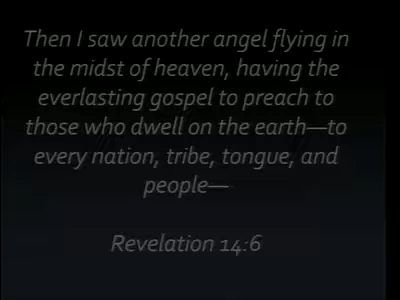 Then I saw another angel flying in
the midst of heaven, having the
everlasting gospel to preach to
those who dwell on the earth—to
every nation, tribe, tongue, and
people—
Revelation 14:6